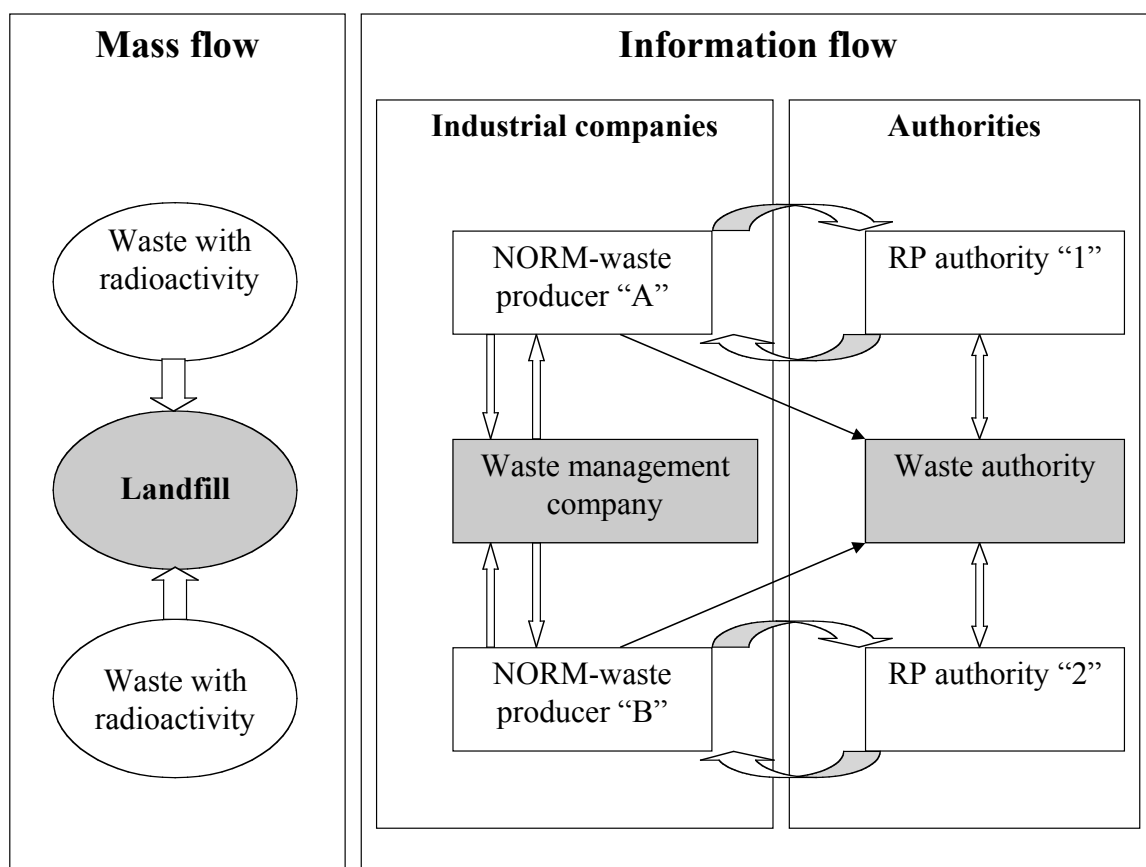 Mass flow
Waste with
radioactivity
Landfill
Waste with
radioactivity
Information flow
Industrial companies
NORM-waste
producer “A”
Waste management
company
NORM-waste
producer “B”
Authorities
RP authority “1”
Waste authority
RP authority “2”